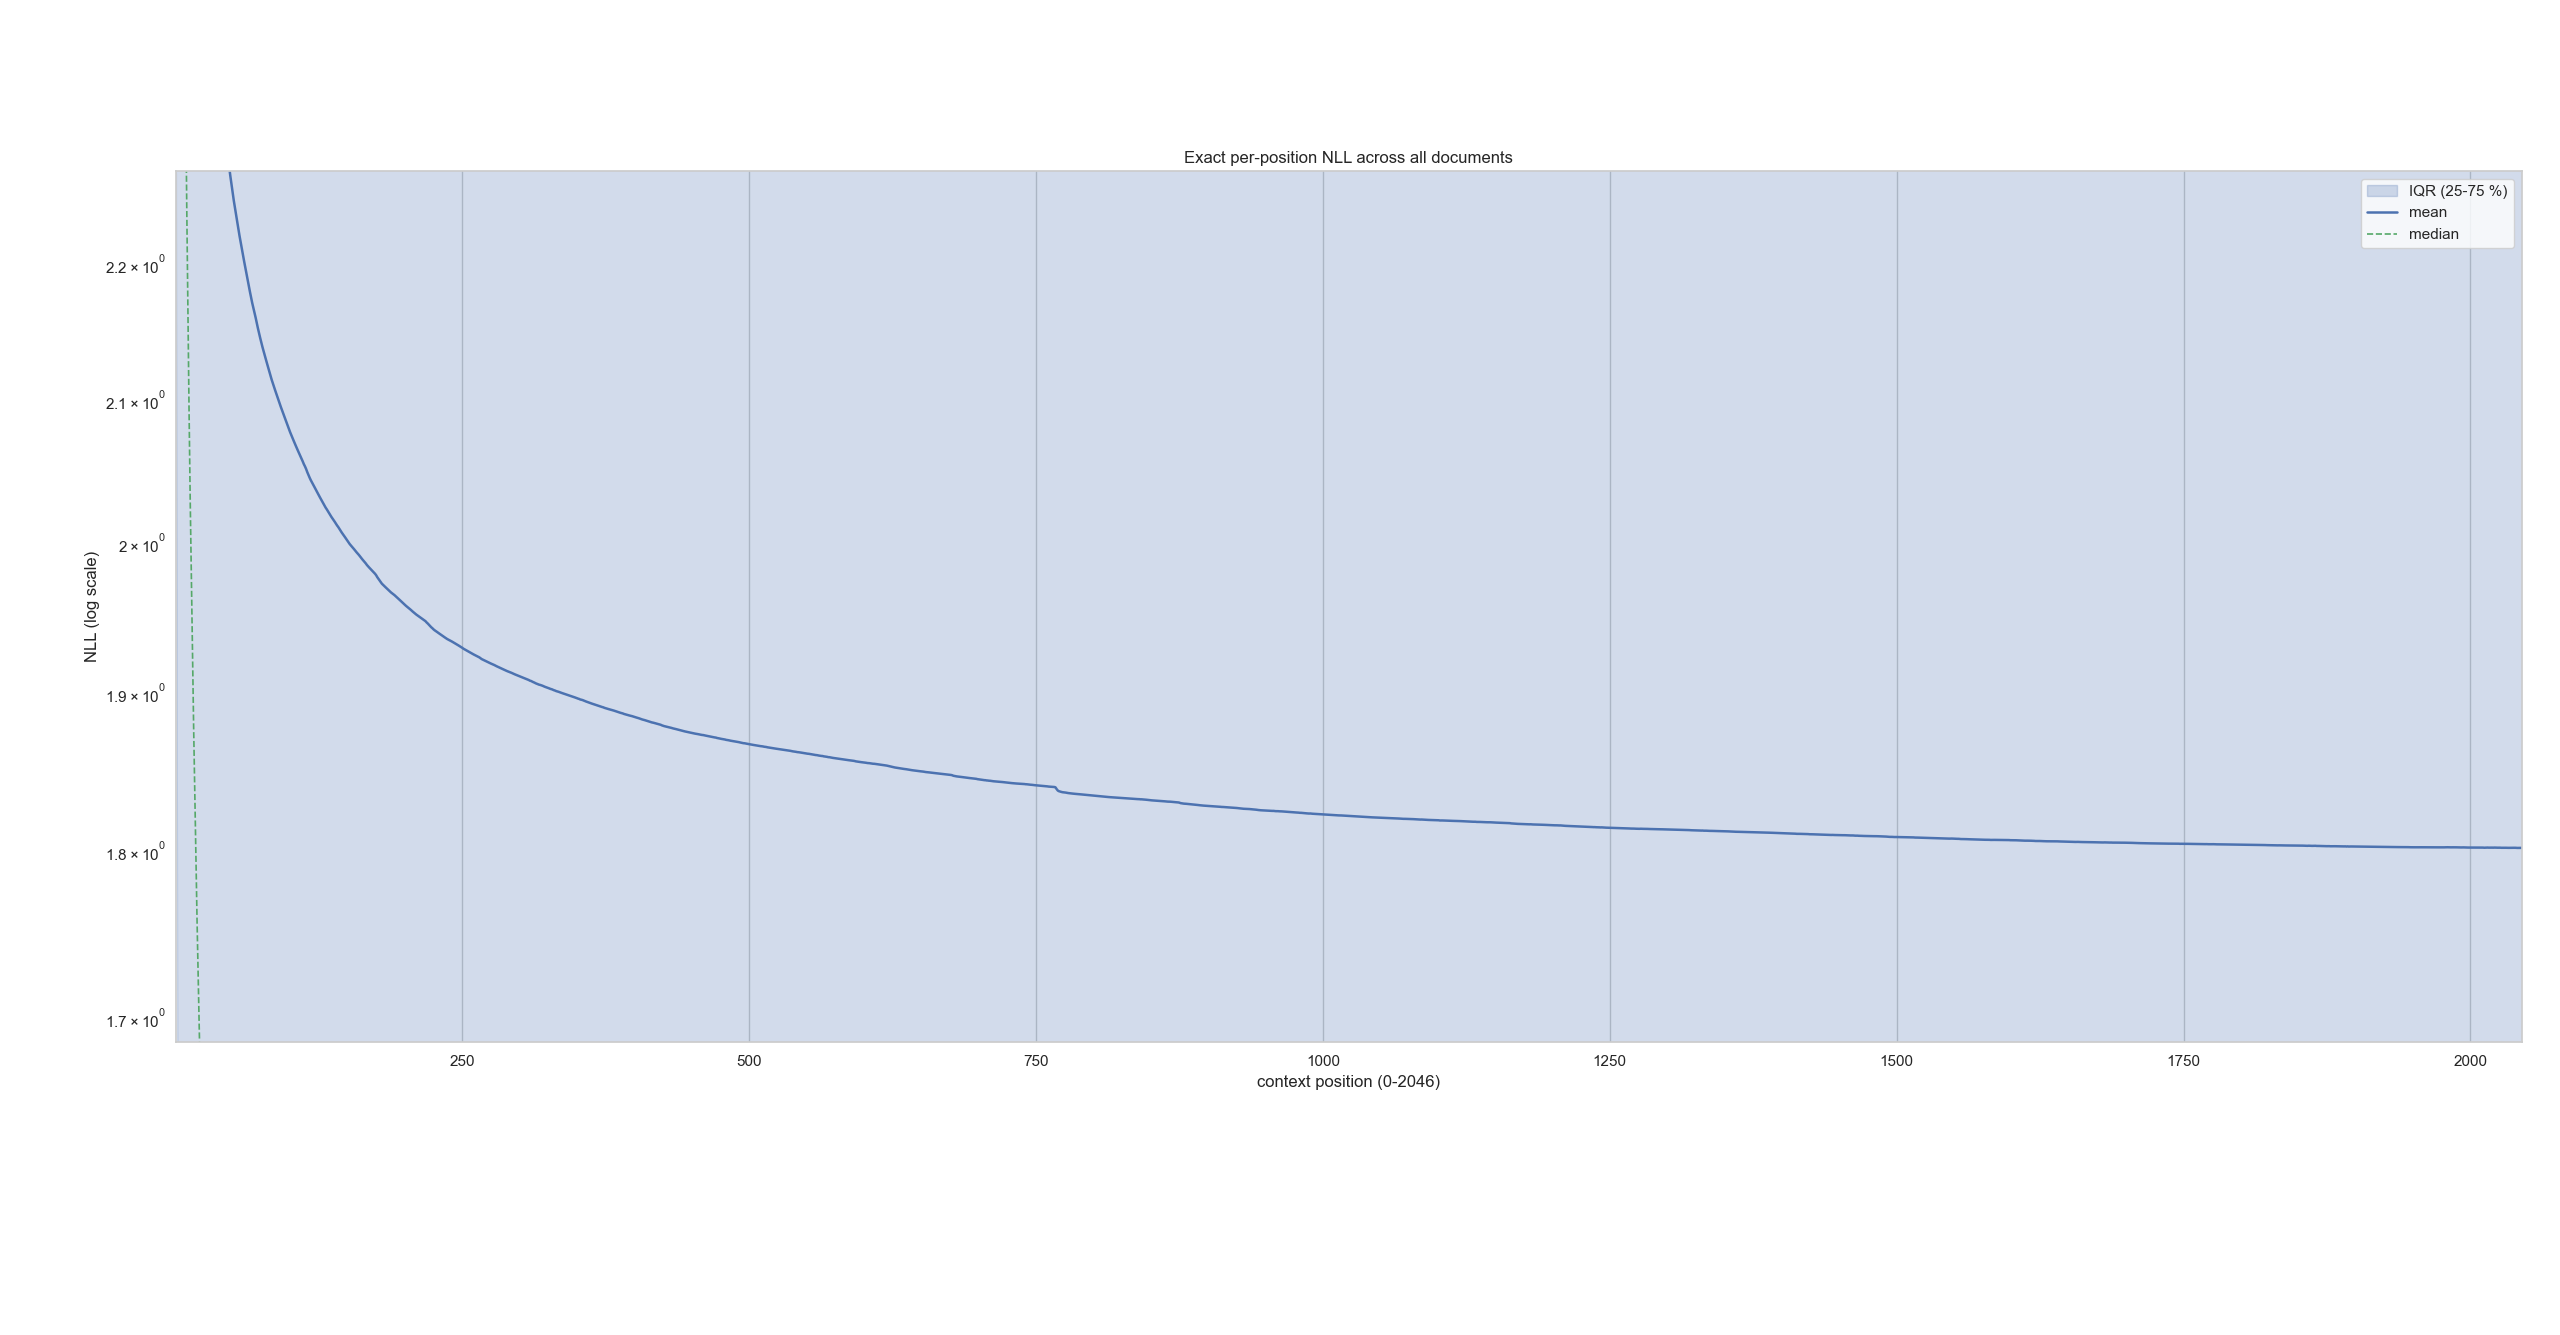 Exact per-position NLL across all documents
IQR (25-75 %)
mean
median
NLL (log scale)
2.2 × 10⁰
2.1 × 10⁰
2 × 10⁰
1.9 × 10⁰
1.8 × 10⁰
1.7 × 10⁰
250 500 750 1000 1250 1500 1750 2000
context position (0-2046)